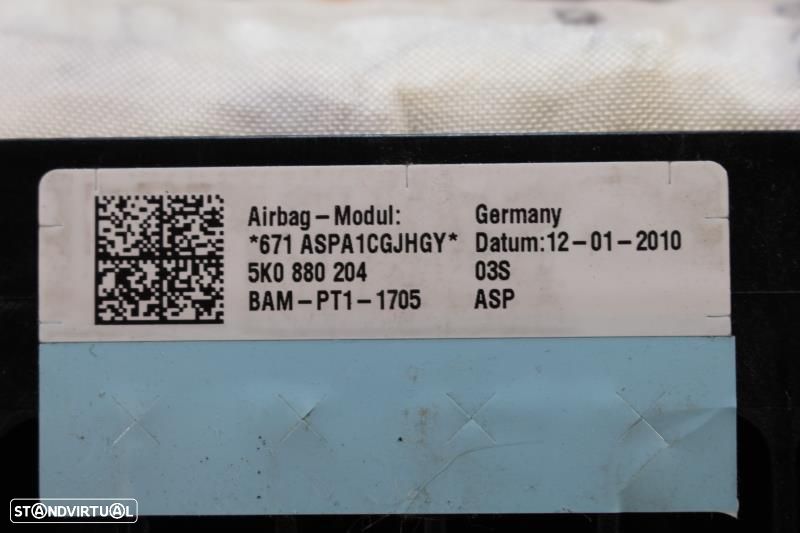 Airbag-Modul:
*671 ASPA1CGJHGY*
5K0 880 204
BAM-PT1-1705
Germany
Datum:12-01-2010
03S
ASP
STANDVIRTUAL